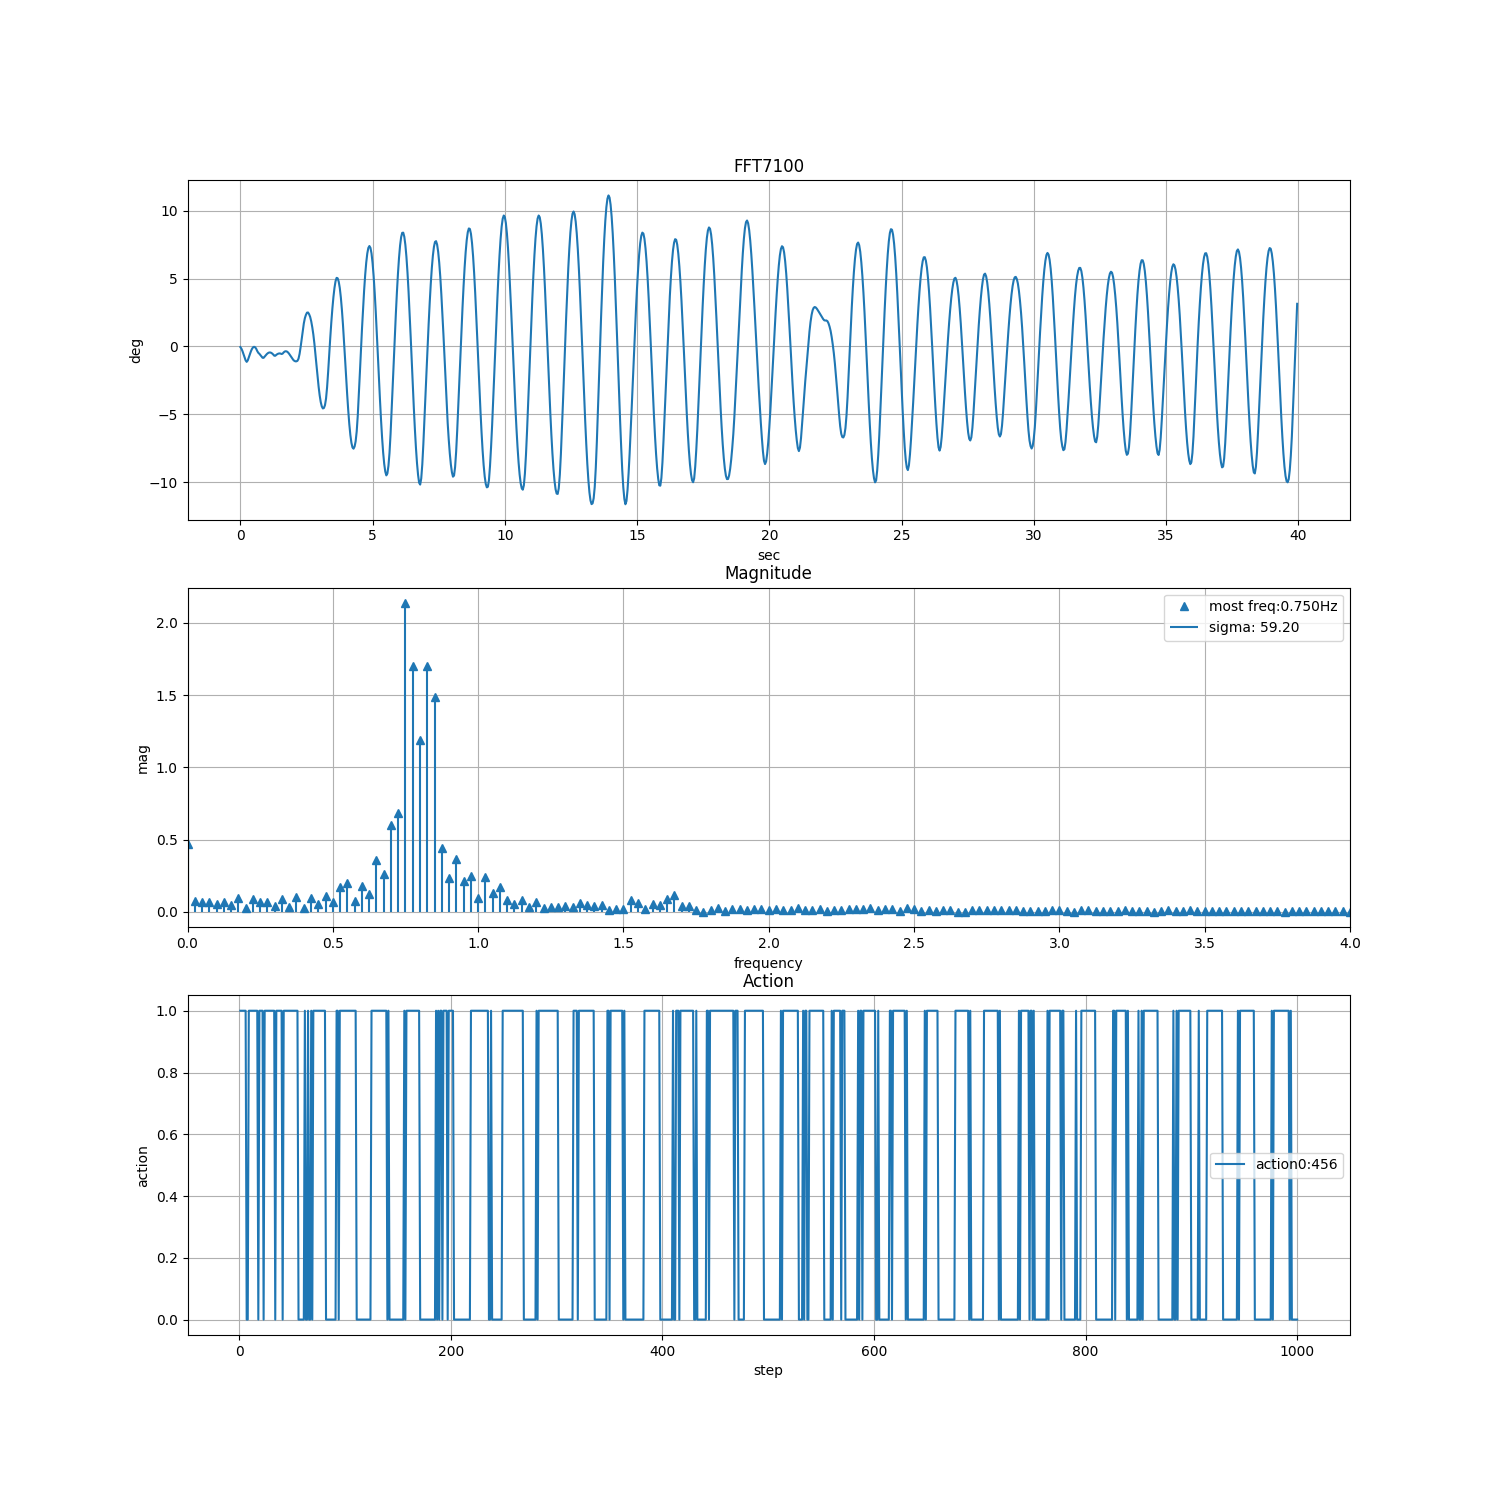 FFT7100
10
5
0
−5
−10
deg
0 5 10 15 20 25 30 35 40
sec
Magnitude
most freq:0.750Hz
sigma: 59.20
2.0
1.5
1.0
0.5
0.0
mag
0.0 0.5 1.0 1.5 2.0 2.5 3.0 3.5 4.0
frequency
Action
1.0
0.8
0.6
0.4
0.2
0.0
action
action0:456
0 200 400 600 800 1000
step